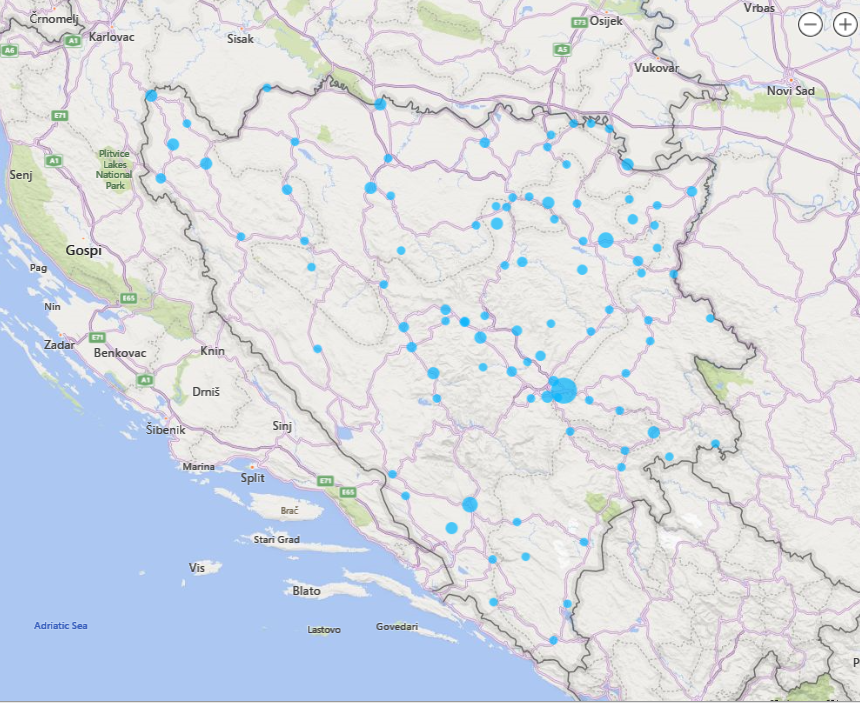 Črnomelj
Karlovac
A1
A6
Sisak
E73
Osijek
Vrbas
−
+
A5
Vukovar
Novi Sad
E71
A1
Plitvice
Lakes
National
Park
Senj
Gospi
Pag
Nin
E65
Zadar
E71
Benkovac
Knin
A1
Drniš
Šibenik
Sinj
Marina
Split
E71
E65
Brač
Stari Grad
Vis
Blato
Adriatic Sea
Lastovo
Govedari